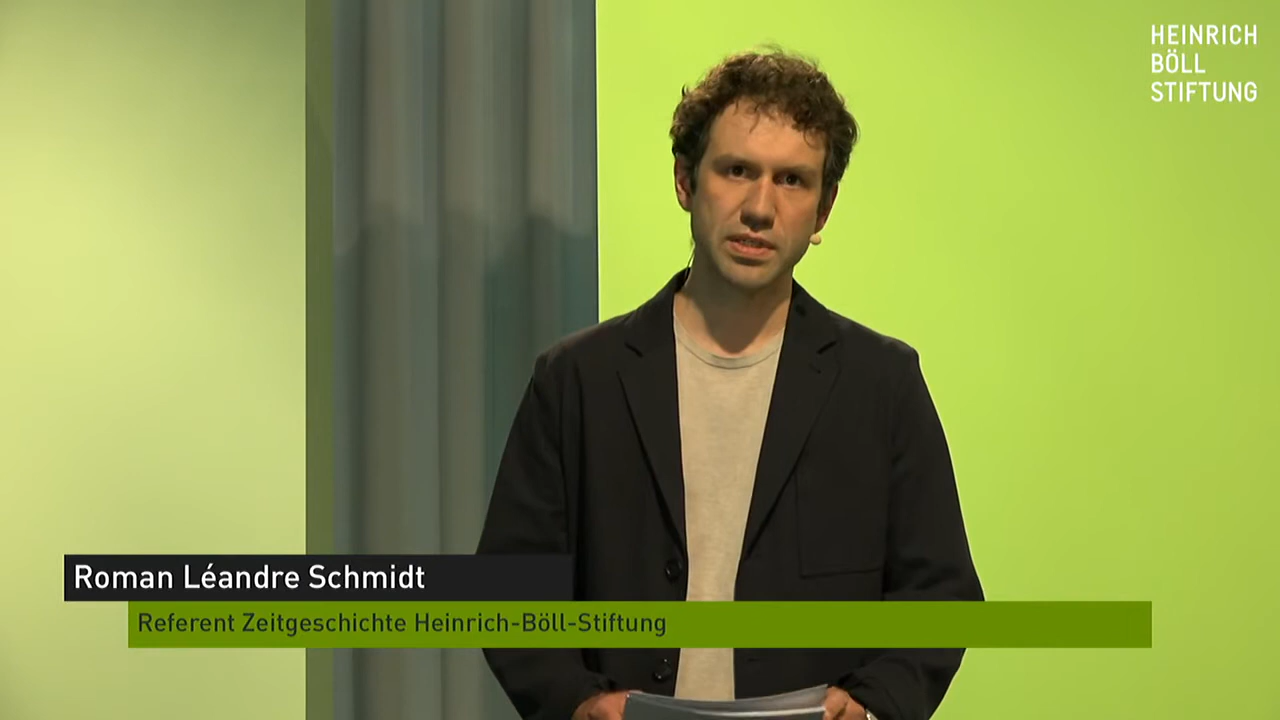 HEINRICH
BÖLL
STIFTUNG
Roman Léandre Schmidt
Referent Zeitgeschichte Heinrich-Böll-Stiftung